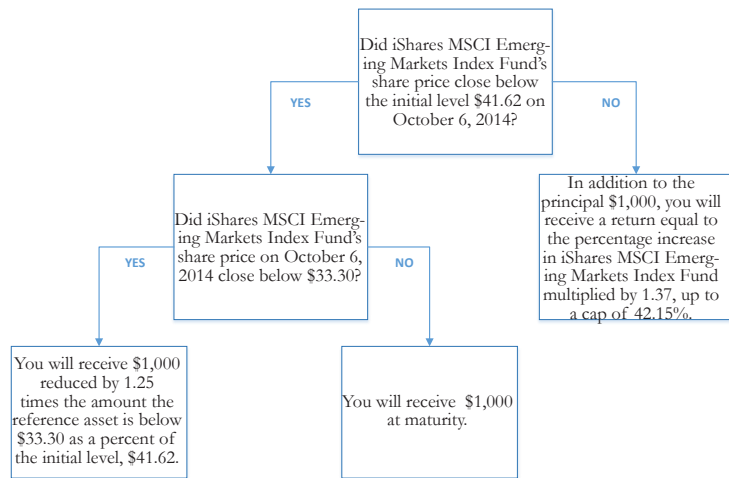 Did iShares MSCI Emerg-
ing Markets Index Fund’s
share price close below
the initial level $41.62 on
October 6, 2014?
YES
NO
Did iShares MSCI Emerg-
ing Markets Index Fund’s
share price on October 6,
2014 close below $33.30?
In addition to the
principal $1,000, you will
receive a return equal to
the percentage increase
in iShares MSCI Emerg-
ing Markets Index Fund
multiplied by 1.37, up to
a cap of 42.15%.
YES
NO
You will receive $1,000
reduced by 1.25
times the amount the
reference asset is below
$33.30 as a percent of
the initial level, $41.62.
You will receive $1,000
at maturity.